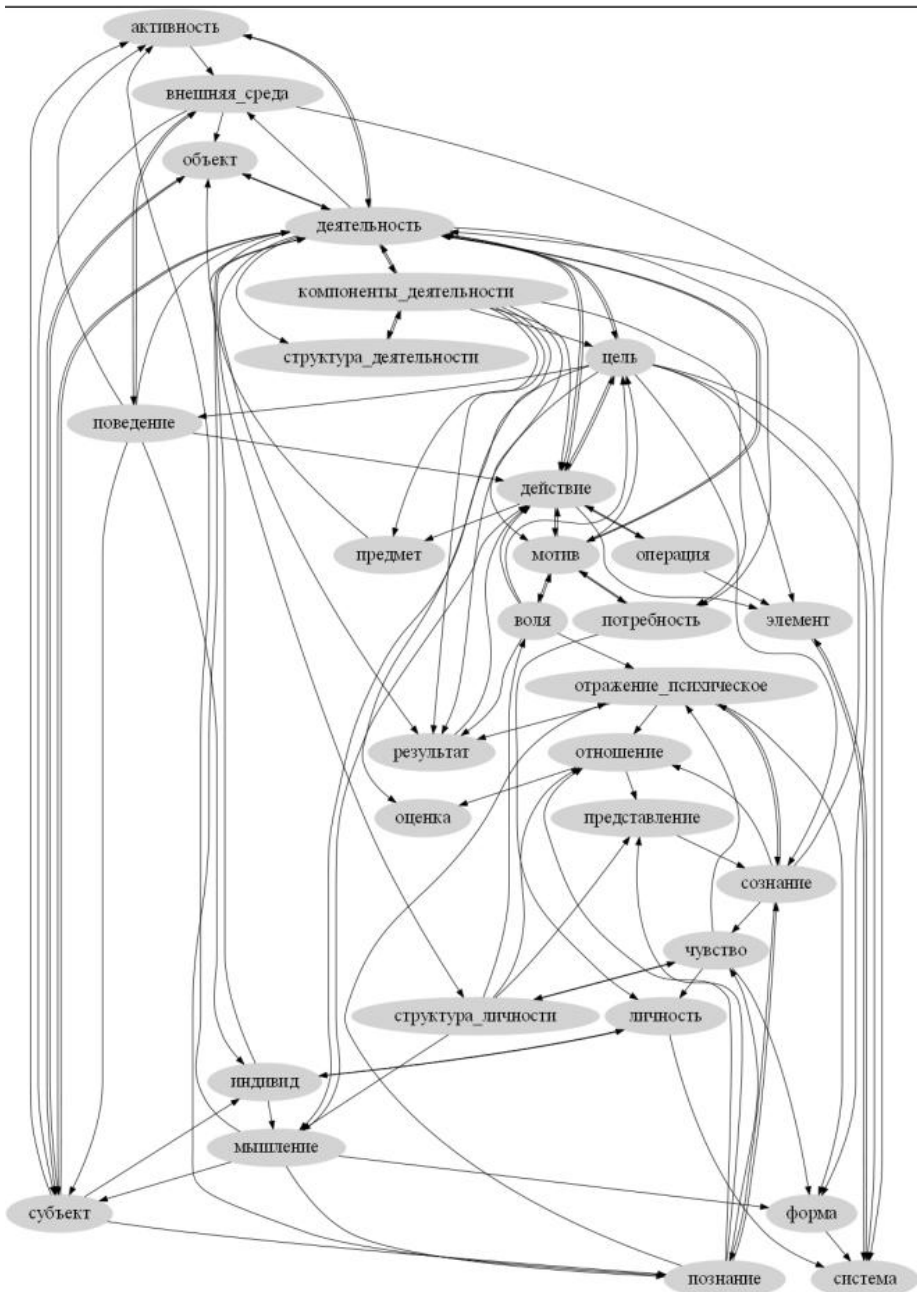 активность
внешняя_среда
объект
деятельность
компоненты_деятельности
структура_деятельности
цель
поведение
действие
предмет
мотив
операция
воля
потребность
элемент
отражение_психическое
результат
отношение
оценка
представление
сознание
чувство
структура_личности
личность
индивид
мышление
субъект
форма
познание
система